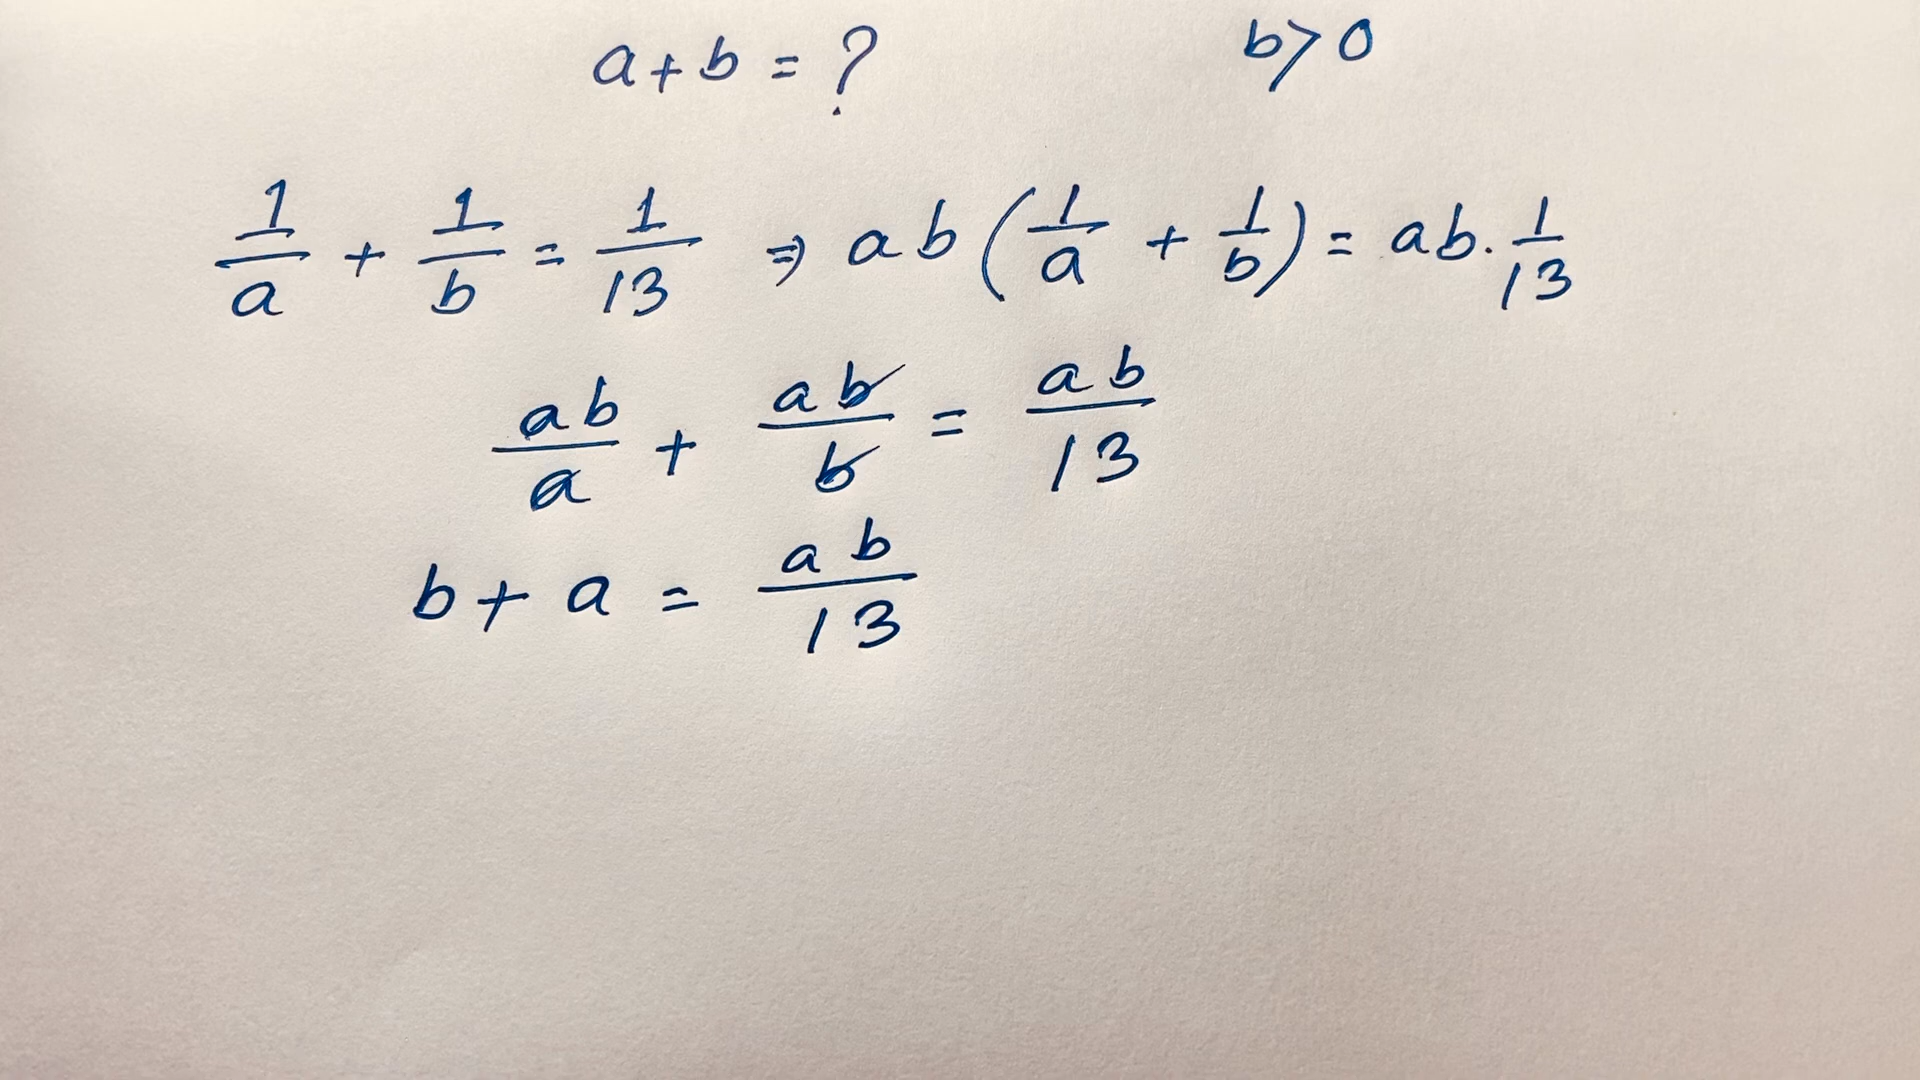 a + b = ? b > 0
1/a + 1/b = 1/13 ⇒ ab (1/a + 1/b) = ab · 1/13
ab/a + ab/b = ab/13
b + a = ab/13